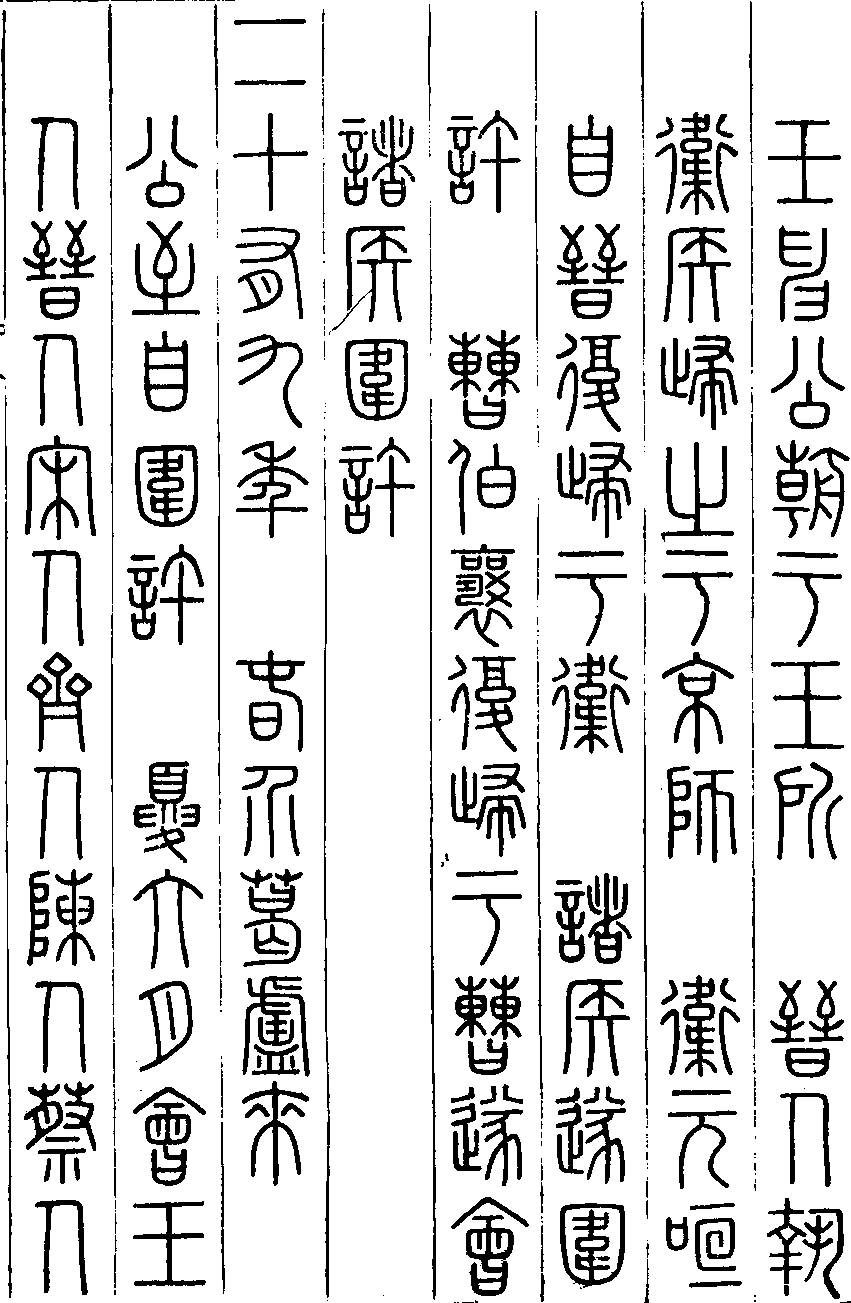 壬申公朝于王所　晉人執
衛侯歸之于京師　衛元咺
自晉復歸于衛　諸侯遂圍
許　曹伯襄復歸于曹遂會
諸侯圍許
二十有九年　春介葛盧來
公至自圍許　夏六月會王
人晉人宋人齊人陳人蔡人